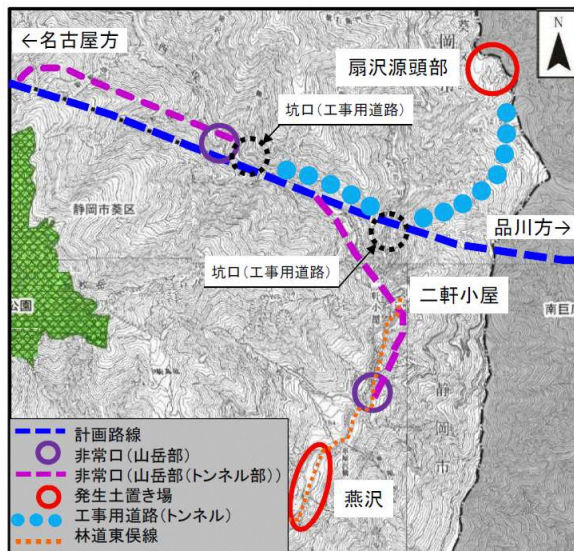 ←名古屋方
扇沢源頭部
N
坑口(工事用道路)
静岡市葵区
品川方→
坑口(工事用道路)
二軒小屋
南巨
公園
静岡市
燕沢
計画路線
非常口(山岳部)
非常口(山岳部(トンネル部))
発生土置き場
工事用道路(トンネル)
林道東俣線